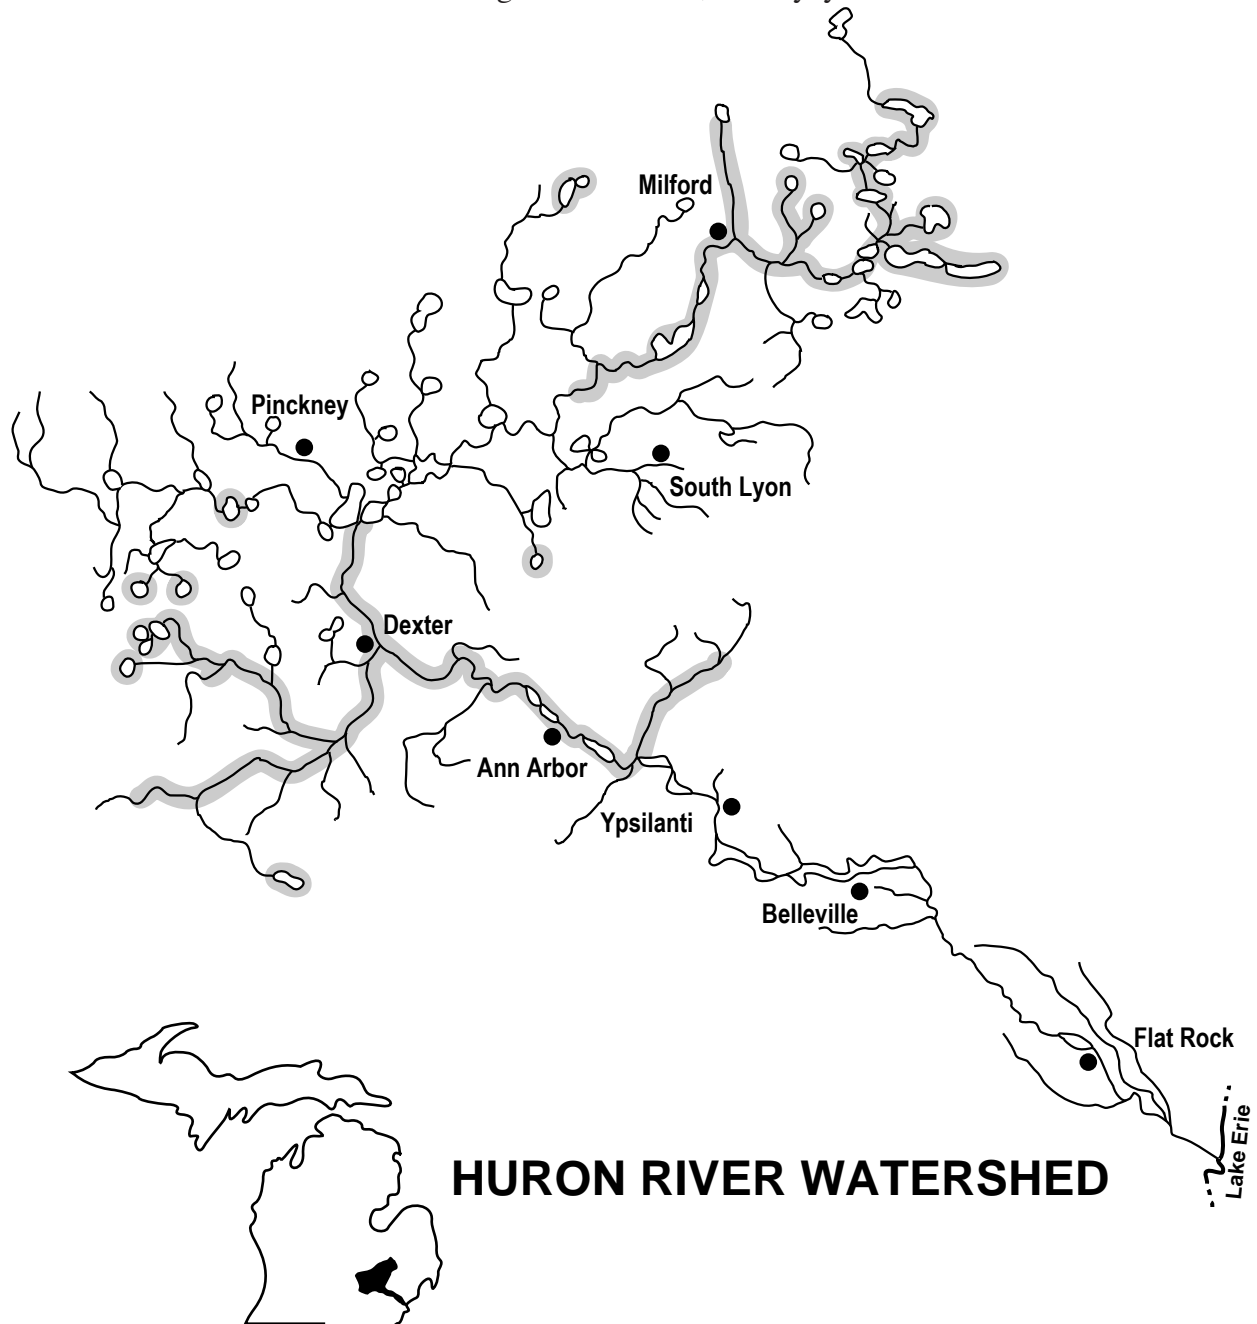 Milford
Pinckney
South Lyon
Dexter
Ann Arbor
Ypsilanti
Belleville
Flat Rock
Lake Erie
HURON RIVER WATERSHED